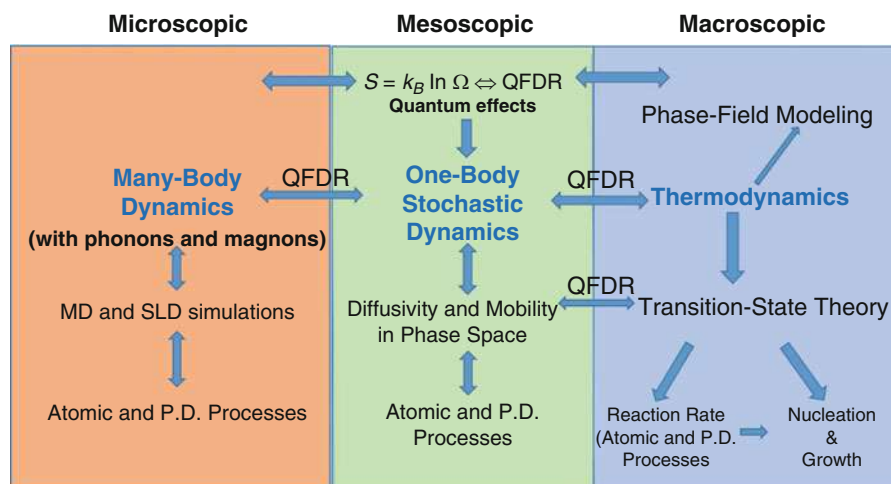 Microscopic
Mesoscopic
Macroscopic
S = k_B ln Ω ⇔ QFDR
Quantum effects
Phase-Field Modeling
Many-Body
Dynamics
(with phonons and magnons)
QFDR
One-Body
Stochastic
Dynamics
QFDR
Thermodynamics
MD and SLD simulations
Diffusivity and Mobility
in Phase Space
QFDR
Transition-State Theory
Atomic and P.D. Processes
Atomic and P.D.
Processes
Reaction Rate
(Atomic and P.D.
Processes
Nucleation
&
Growth